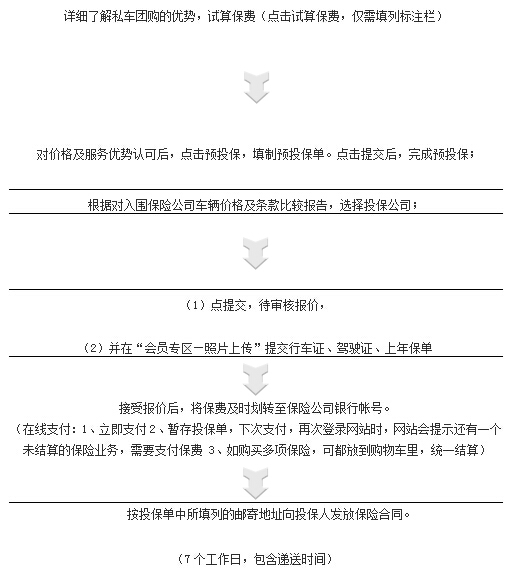 详细了解私车团购的优势，试算保费（点击试算保费，仅需填列标注栏）
对价格及服务优势认可后，点击预投保，填制预投保单。点击提交后，完成预投保；
根据对入围保险公司车辆价格及条款比较报告，选择投保公司；
（1）点提交，待审核报价，
（2）并在“会员专区—照片上传”提交行车证、驾驶证、上年保单
接受报价后，将保费及时划转至保险公司银行帐号。
（在线支付：1、立即支付 2、暂存投保单，下次支付，再次登录网站时，网站会提示还有一个
未结算的保险业务，需要支付保费 3、如购买多项保险，可都放到购物车里，统一结算）
按投保单中所填列的邮寄地址向投保人发放保险合同。
（7 个工作日，包含递送时间）